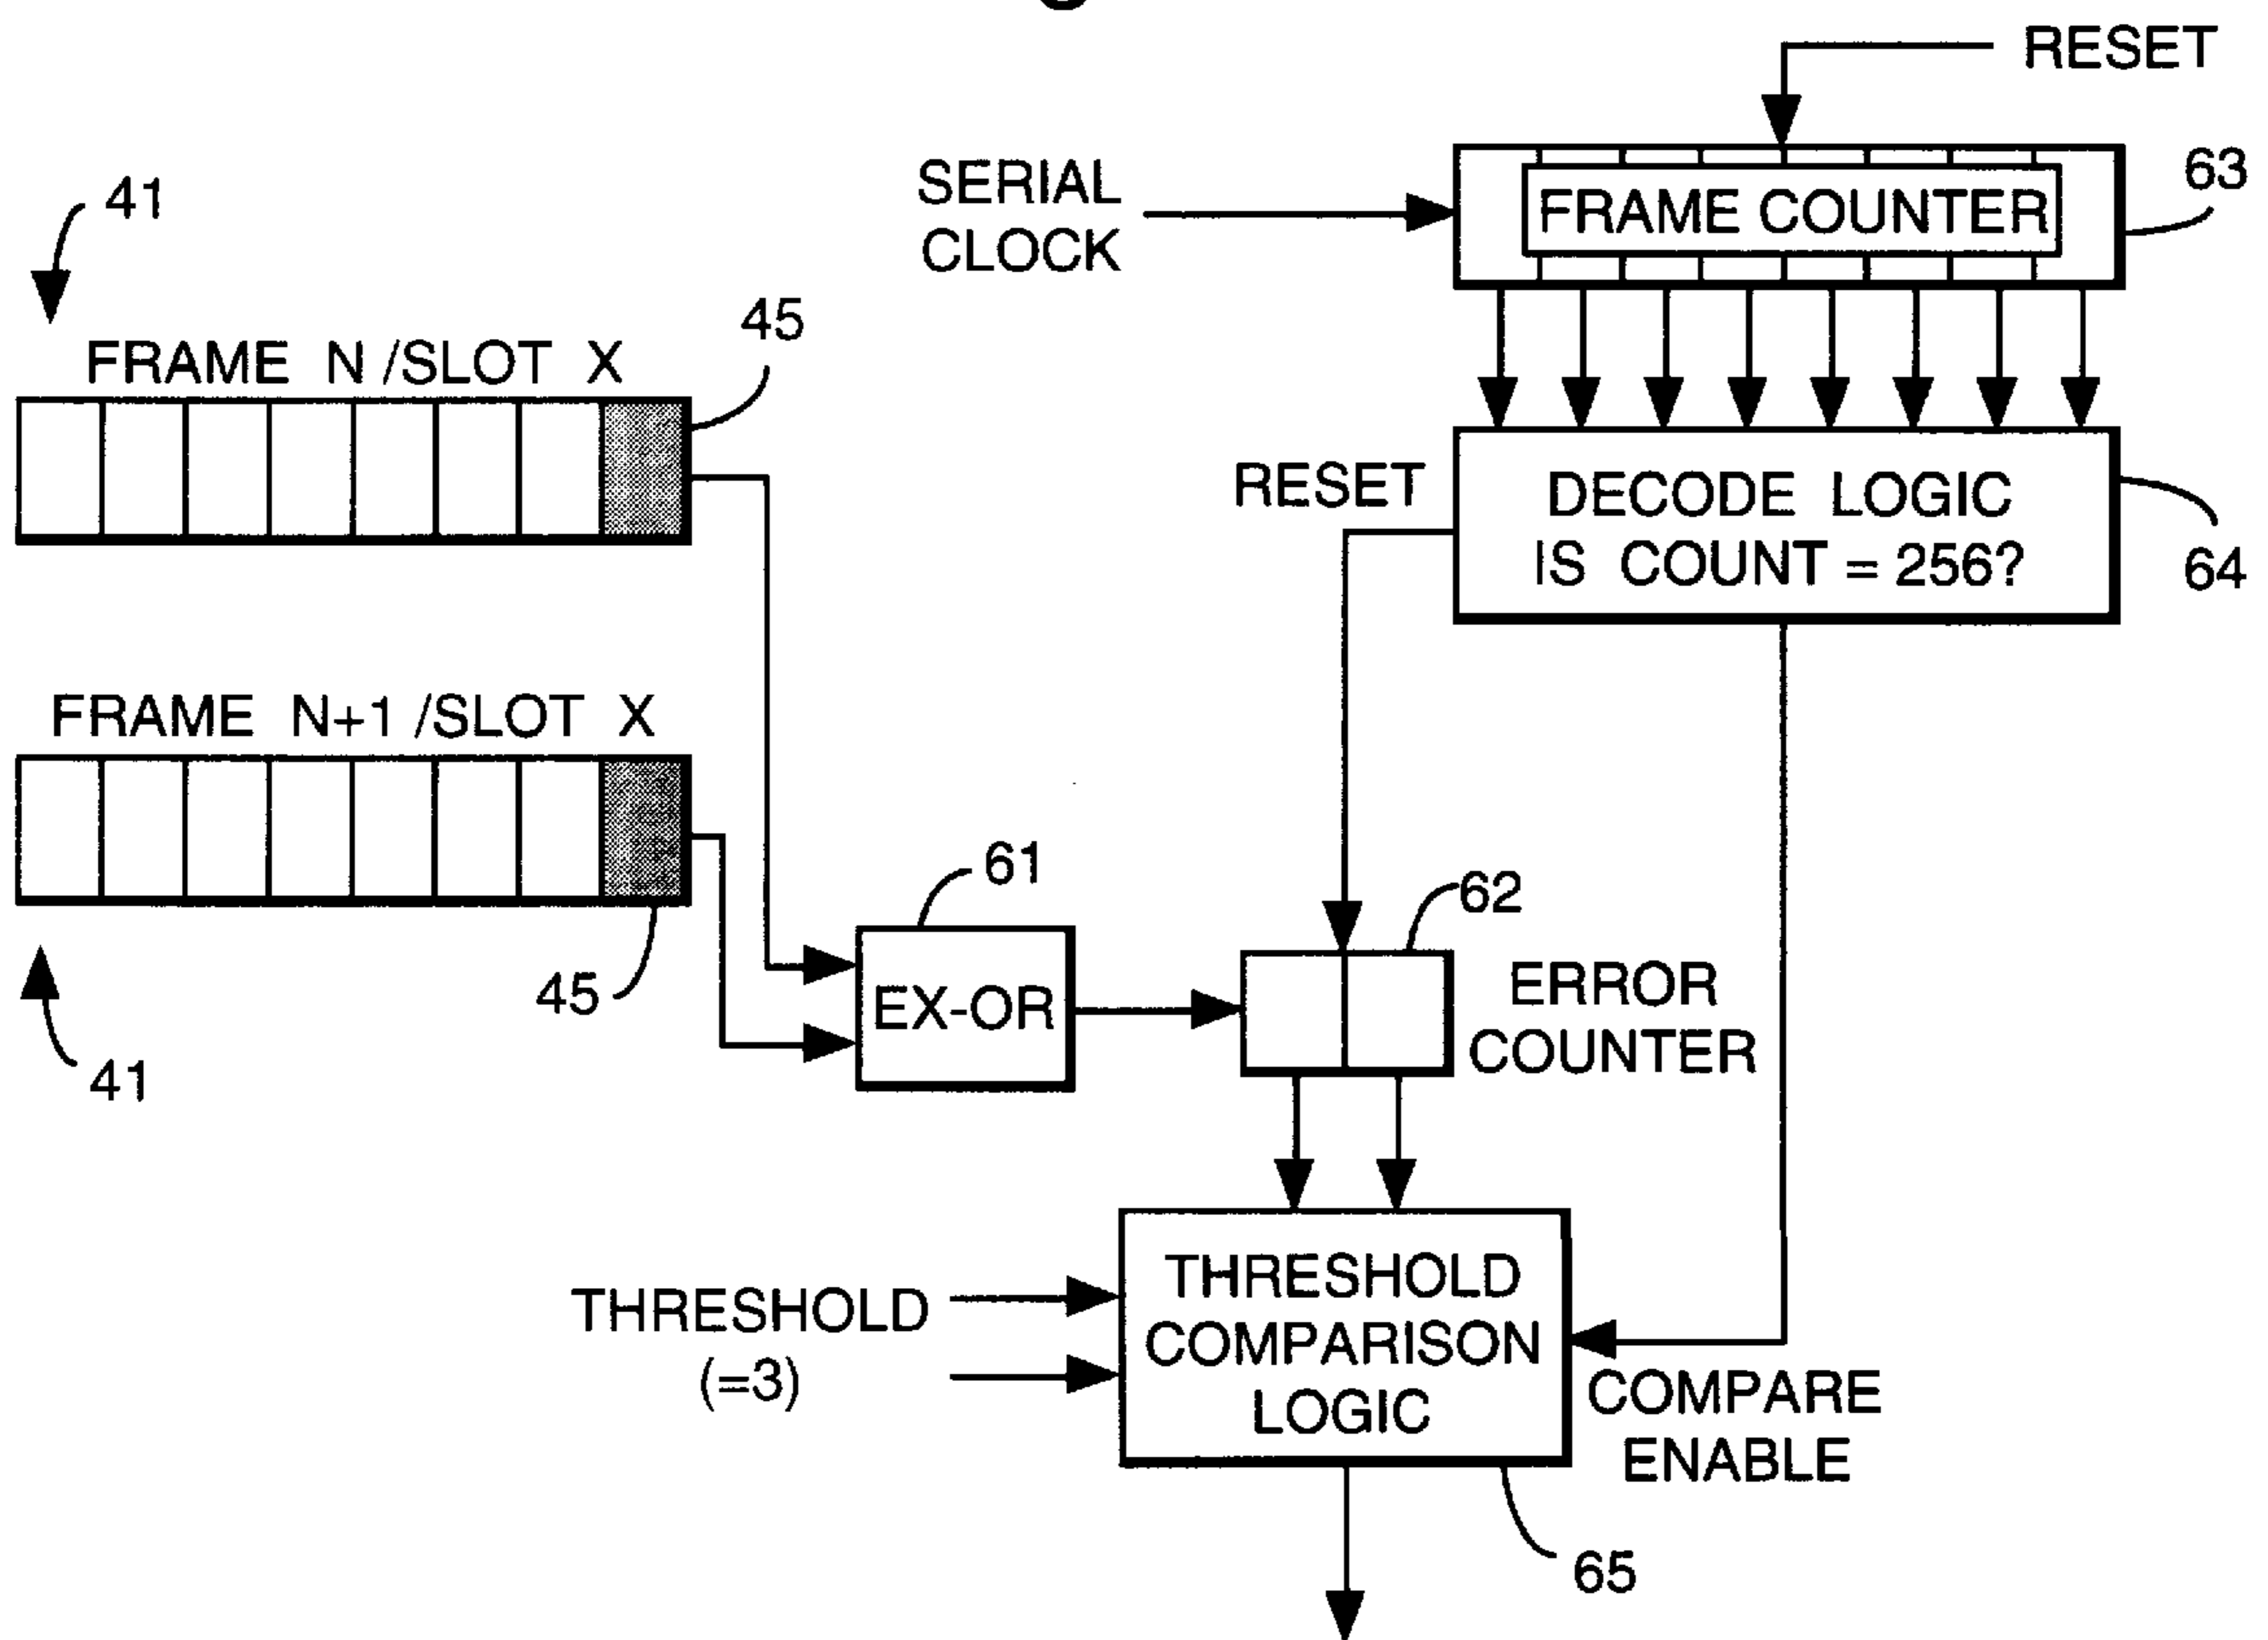 RESET
SERIAL
CLOCK
FRAME COUNTER
63
41
45
FRAME N /SLOT X
RESET
DECODE LOGIC
IS COUNT = 256?
64
FRAME N+1 /SLOT X
45
41
61
EX-OR
62
ERROR
COUNTER
THRESHOLD
(=3)
THRESHOLD
COMPARISON
LOGIC
COMPARE
ENABLE
65